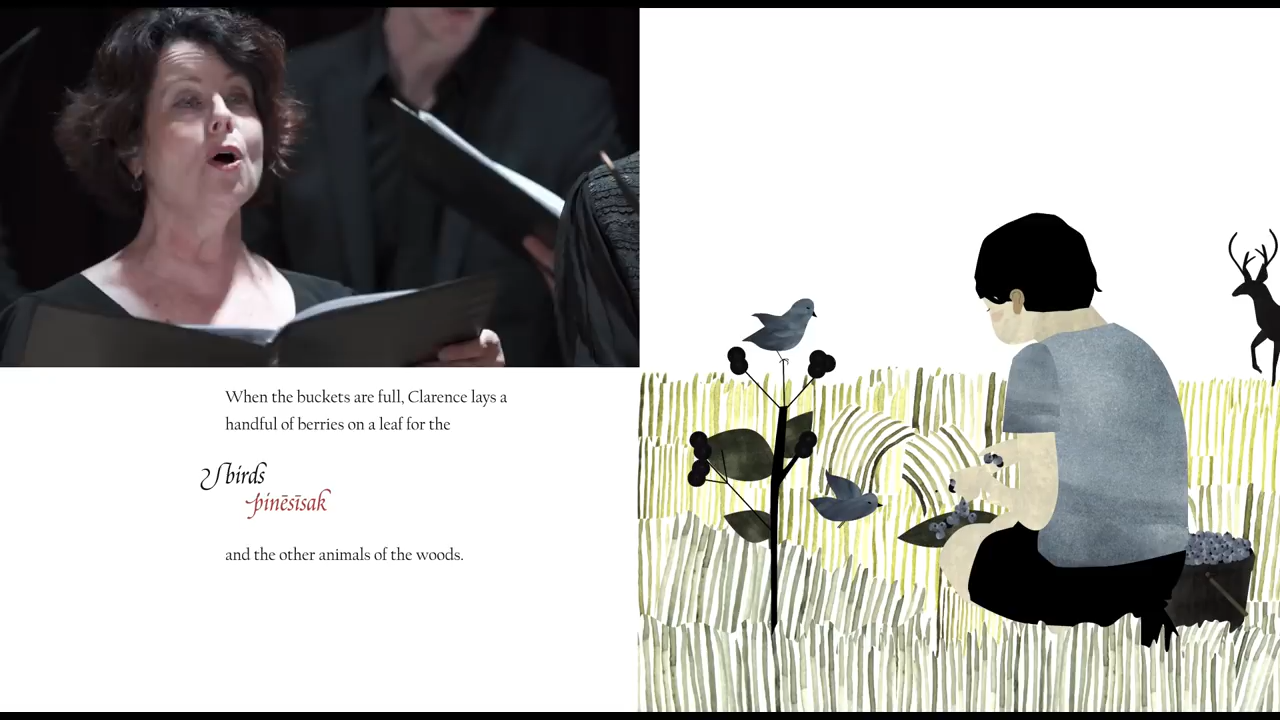 When the buckets are full, Clarence lays a
handful of berries on a leaf for the
birds
pinēsīsak
and the other animals of the woods.